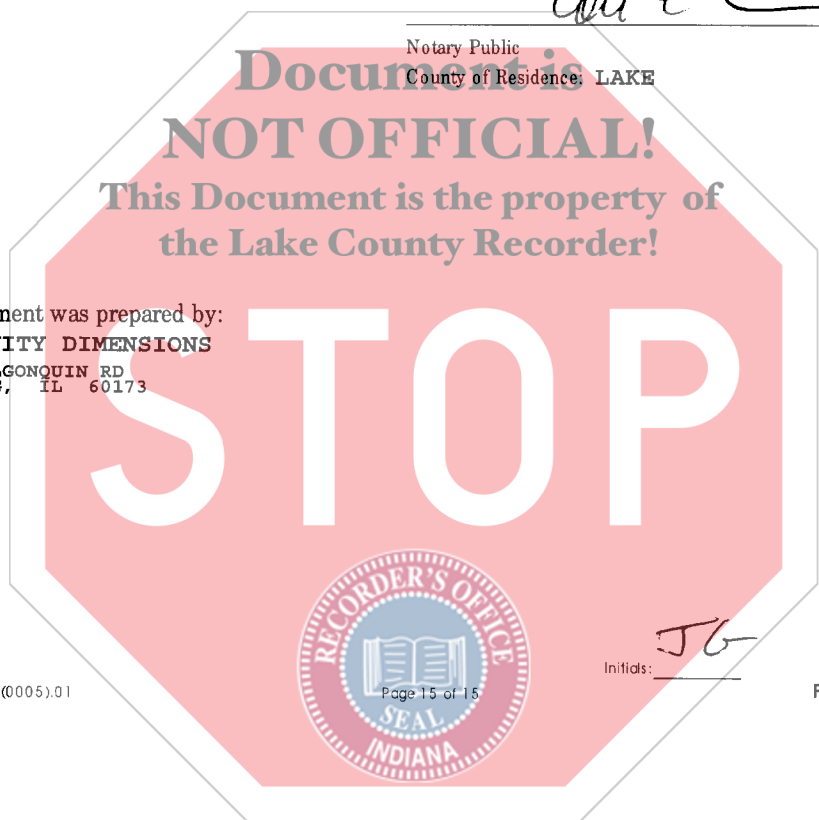 Notary Public
Document is
County of Residence: LAKE
NOT OFFICIAL!
This Document is the property of
the Lake County Recorder!
ment was prepared by:
ITY DIMENSIONS
GONQUIN RD
, IL 60173
STOP
RECORDER'S OFFICE
JG
Initials:
(0005).01
Page 15 of 15
SEAL
INDIANA